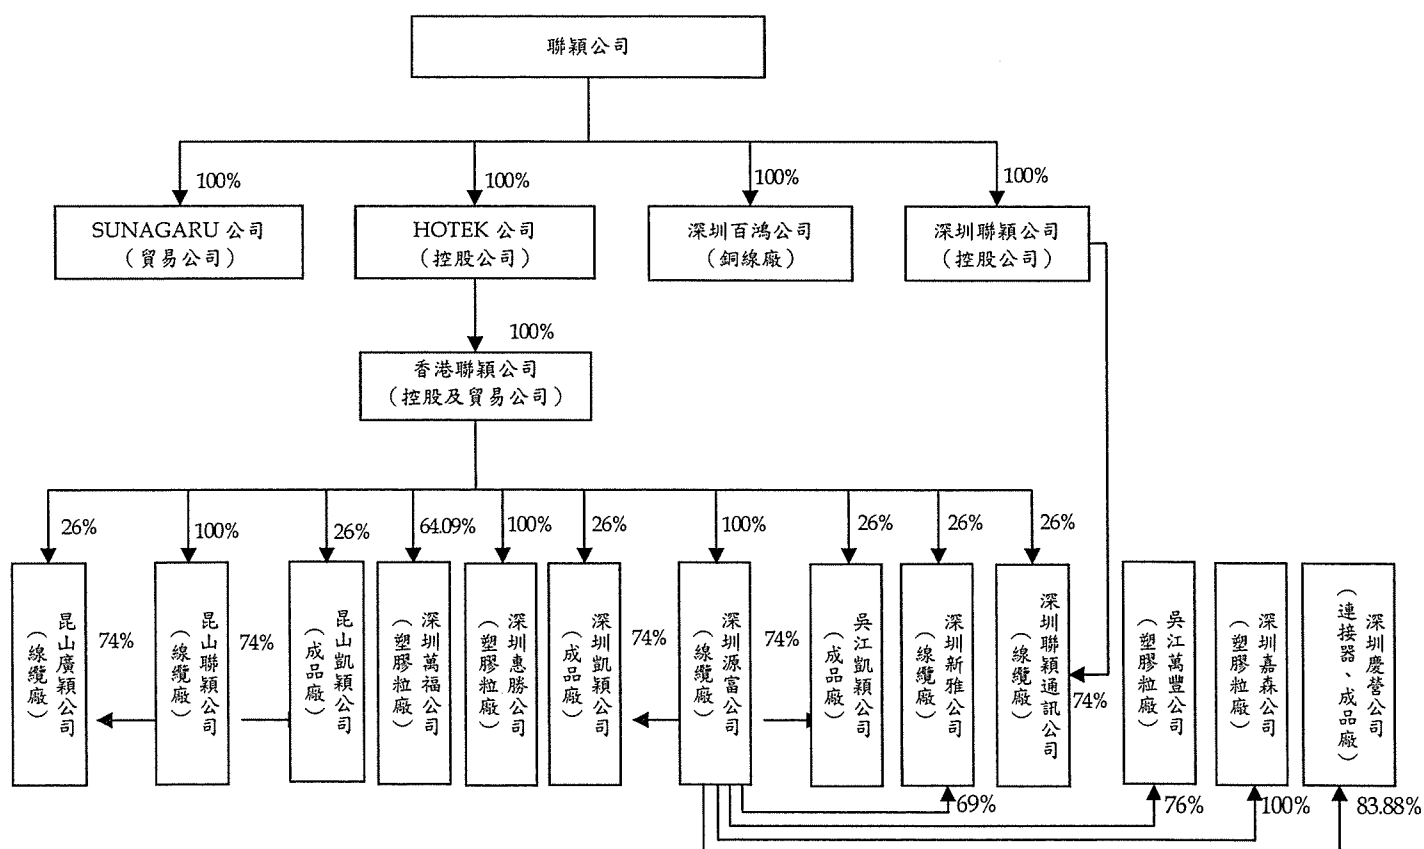 聯穎公司
100%
100%
100%
100%
SUNAGARU 公司
（貿易公司）
HOTEK 公司
（控股公司）
深圳百鴻公司
（銅線廠）
深圳聯穎公司
（控股公司）
100%
香港聯穎公司
（控股及貿易公司）
26%
100%
26%
64.09%
100%
26%
100%
26%
26%
26%
昆山廣穎公司
（線纜廠）
74%
昆山聯穎公司
（線纜廠）
74%
昆山凱穎公司
（成品廠）
深圳萬福公司
（塑膠粒廠）
深圳惠勝公司
（塑膠粒廠）
深圳凱穎公司
（成品廠）
74%
深圳源富公司
（線纜廠）
74%
吳江凱穎公司
（成品廠）
深圳新雅公司
（線纜廠）
深圳聯穎通訊公司
（線纜廠）
74%
吳江萬豐公司
（塑膠粒廠）
深圳嘉森公司
（塑膠粒廠）
深圳慶營公司
（連接器、成品廠）
69%
76%
100%
83.88%